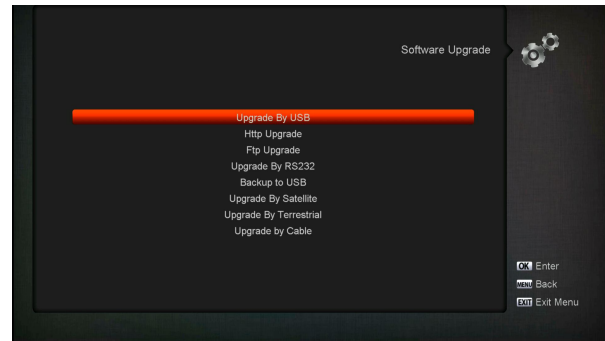 Software Upgrade
Upgrade By USB
Http Upgrade
Ftp Upgrade
Upgrade By RS232
Backup to USB
Upgrade By Satellite
Upgrade By Terrestrial
Upgrade by Cable
OK Enter
MENU Back
EXIT Exit Menu